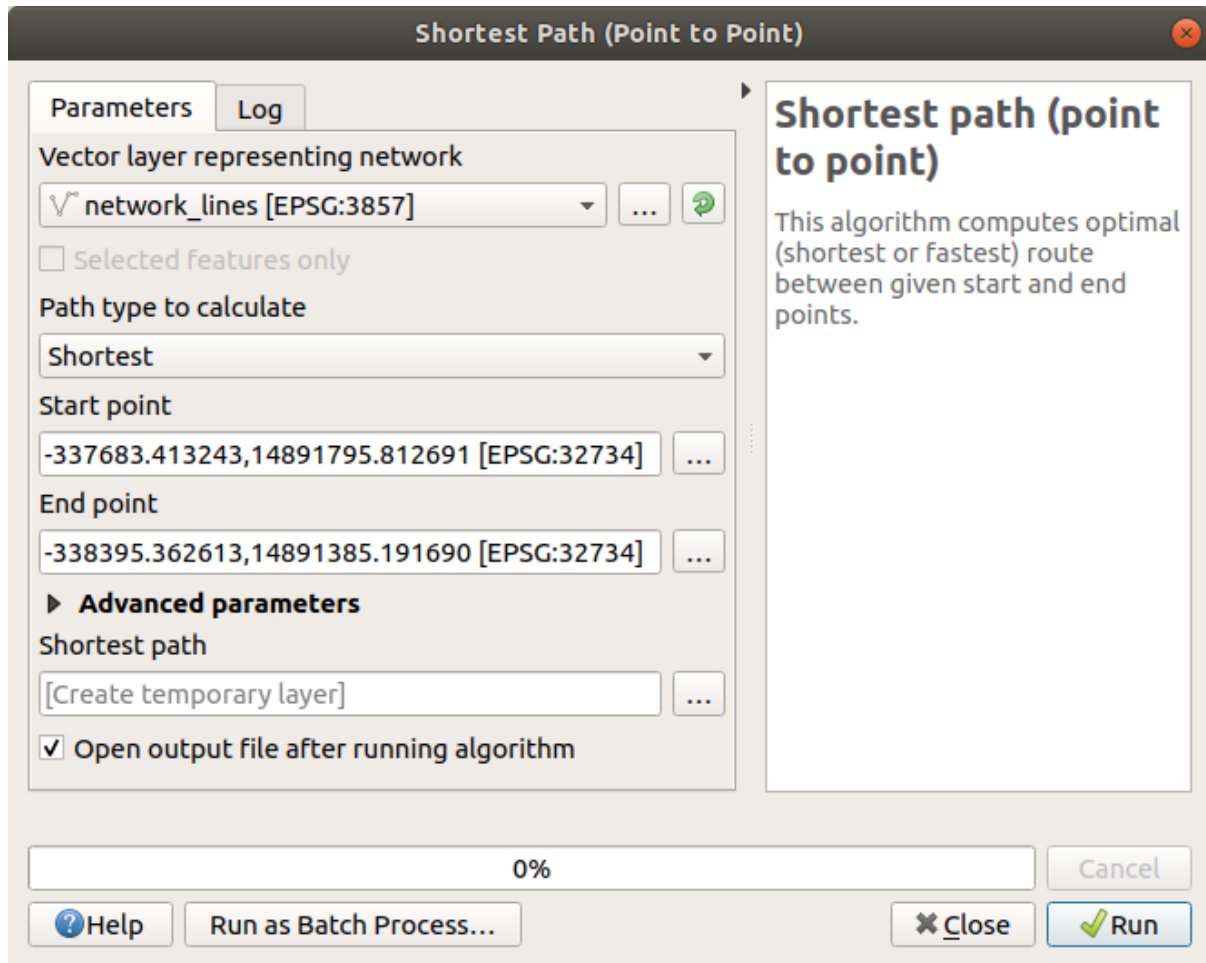 Shortest Path (Point to Point)
Parameters
Log
Vector layer representing network
network_lines [EPSG:3857]
...
Selected features only
Path type to calculate
Shortest
Start point
-337683.413243,14891795.812691 [EPSG:32734]
...
End point
-338395.362613,14891385.191690 [EPSG:32734]
...
Advanced parameters
Shortest path
[Create temporary layer]
...
Open output file after running algorithm
Shortest path (point
to point)
This algorithm computes optimal
(shortest or fastest) route
between given start and end
points.
0%
Cancel
Help
Run as Batch Process...
Close
Run